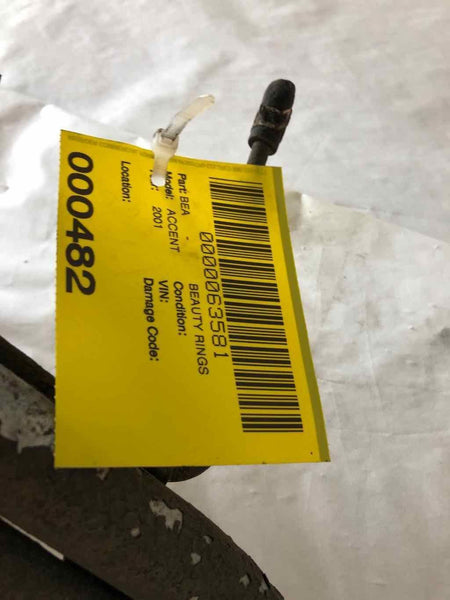 0000063581
Part: BEA - BEAUTY RINGS
Model: ACCENT Condition:
2001 VIN:
Damage Code:
Location:
000482